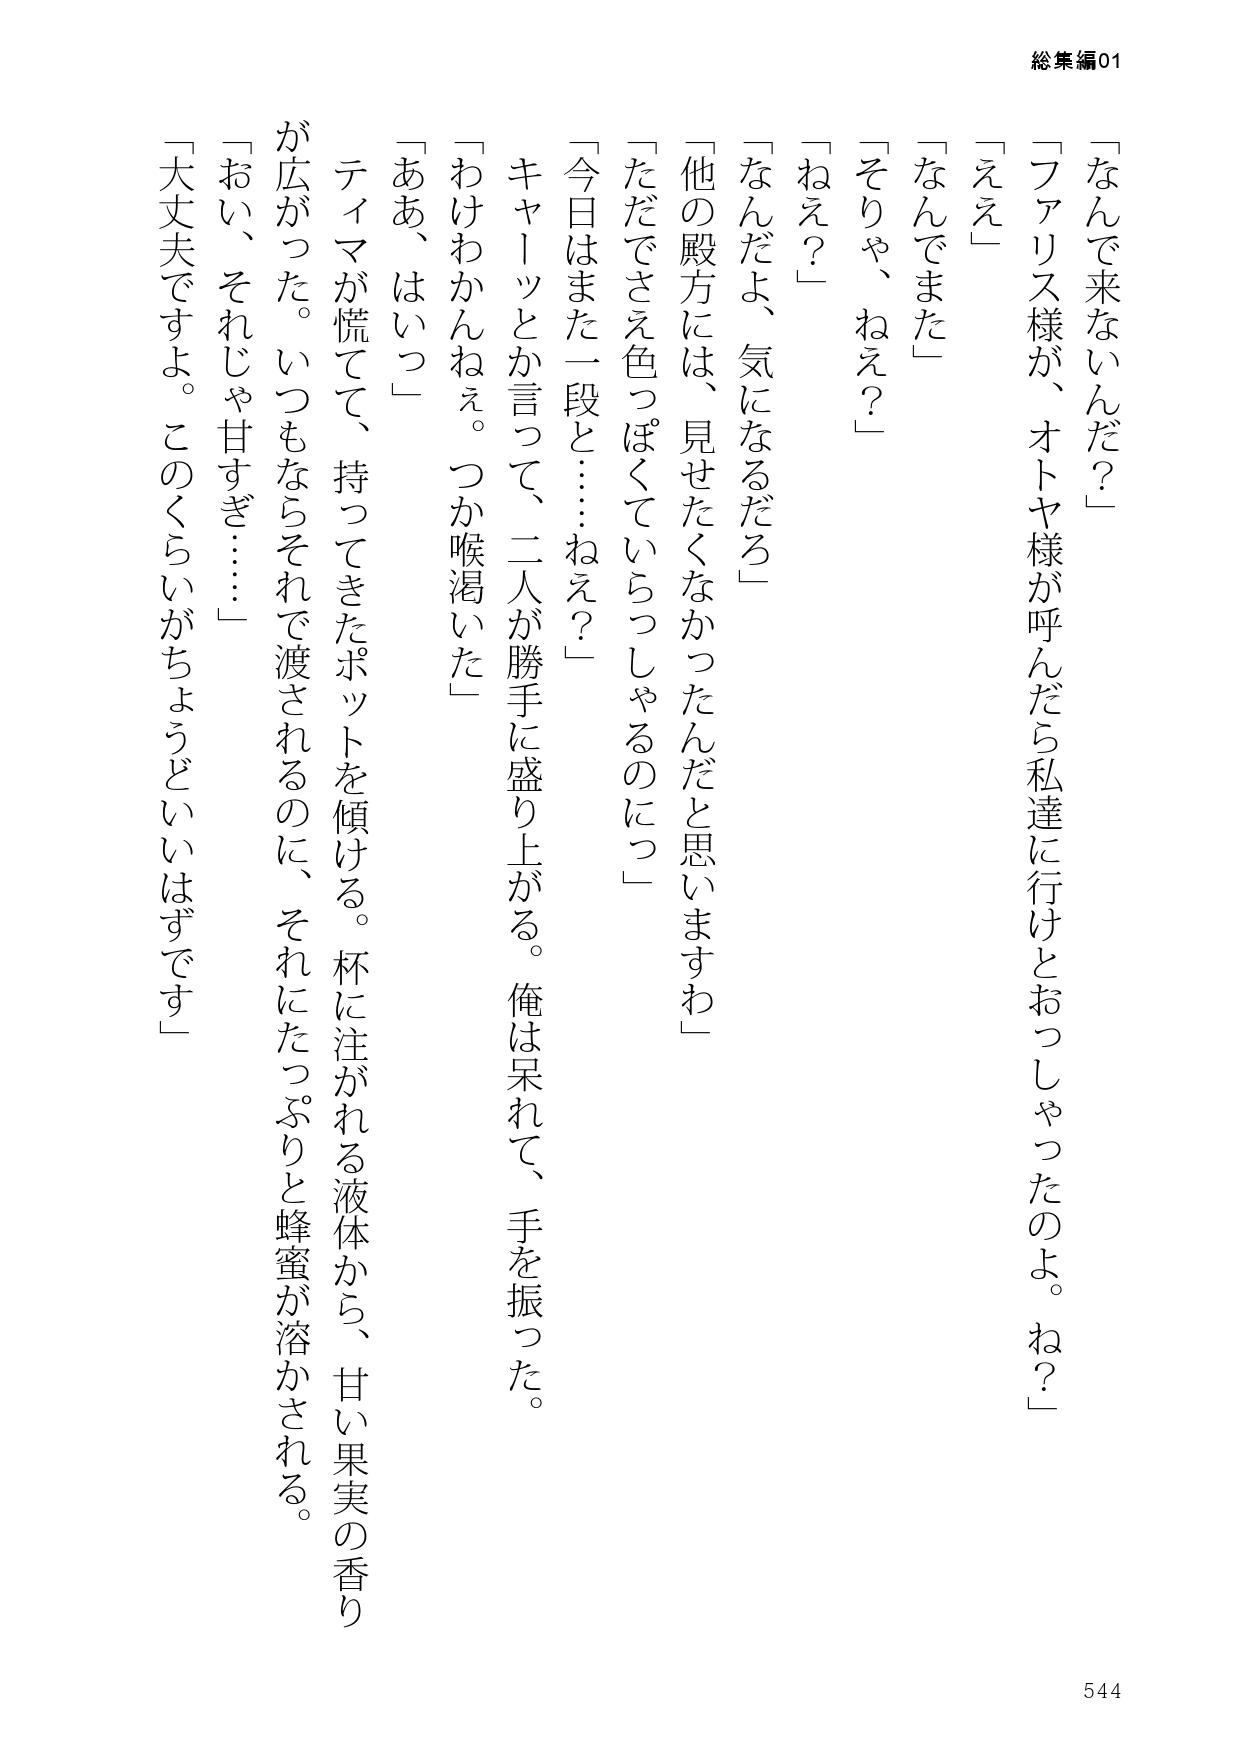 総集編01
「なんで来ないんだ？」
「ファリス様が、オトヤ様が呼んだら私達に行けとおっしゃったのよ。ね？」
「ええ」
「なんでまた」
「そりゃ、ねえ？」
「ねえ？」
「なんだよ、気になるだろ」
「他の殿方には、見せたくなかったんだと思いますわ」
「ただでさえ色っぽくていらっしゃるのにっ」
「今日はまた一段と……ねえ？」
キャーッとか言って、二人が勝手に盛り上がる。俺は呆れて、手を振った。
「わけわかんねぇ。つか喉渇いた」
「ああ、はいっ」
ティマが慌てて、持ってきたポットを傾ける。杯に注がれる液体から、甘い果実の香り
が広がった。いつもならそれで渡されるのに、それにたっぷりと蜂蜜が溶かされる。
「おい、それじゃ甘すぎ……」
「大丈夫ですよ。このくらいがちょうどいいはずです」
544